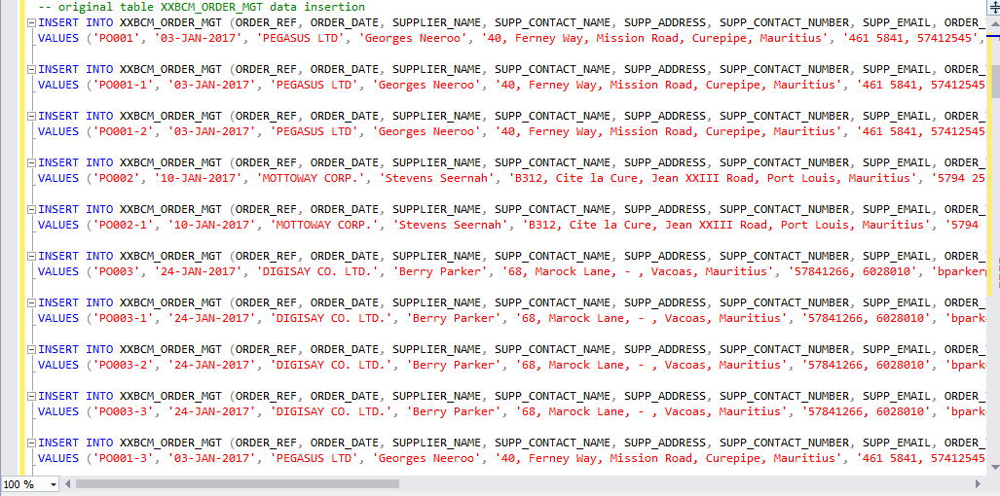 -- original table XXBCM_ORDER_MGT data insertion
INSERT INTO XXBCM_ORDER_MGT (ORDER_REF, ORDER_DATE, SUPPLIER_NAME, SUPP_CONTACT_NAME, SUPP_ADDRESS, SUPP_CONTACT_NUMBER, SUPP_EMAIL, ORDER_
VALUES ('PO001', '03-JAN-2017', 'PEGASUS LTD', 'Georges Neeroo', '40, Ferney Way, Mission Road, Curepipe, Mauritius', '461 5841, 57412545',
INSERT INTO XXBCM_ORDER_MGT (ORDER_REF, ORDER_DATE, SUPPLIER_NAME, SUPP_CONTACT_NAME, SUPP_ADDRESS, SUPP_CONTACT_NUMBER, SUPP_EMAIL, ORDER_
VALUES ('PO001-1', '03-JAN-2017', 'PEGASUS LTD', 'Georges Neeroo', '40, Ferney Way, Mission Road, Curepipe, Mauritius', '461 5841, 57412545
INSERT INTO XXBCM_ORDER_MGT (ORDER_REF, ORDER_DATE, SUPPLIER_NAME, SUPP_CONTACT_NAME, SUPP_ADDRESS, SUPP_CONTACT_NUMBER, SUPP_EMAIL, ORDER_
VALUES ('PO001-2', '03-JAN-2017', 'PEGASUS LTD', 'Georges Neeroo', '40, Ferney Way, Mission Road, Curepipe, Mauritius', '461 5841, 57412545
INSERT INTO XXBCM_ORDER_MGT (ORDER_REF, ORDER_DATE, SUPPLIER_NAME, SUPP_CONTACT_NAME, SUPP_ADDRESS, SUPP_CONTACT_NUMBER, SUPP_EMAIL, ORDER_
VALUES ('PO002', '10-JAN-2017', 'MOTTOWAY CORP.', 'Stevens Seernah', 'B312, Cite la Cure, Jean XXIII Road, Port Louis, Mauritius', '5794 25
INSERT INTO XXBCM_ORDER_MGT (ORDER_REF, ORDER_DATE, SUPPLIER_NAME, SUPP_CONTACT_NAME, SUPP_ADDRESS, SUPP_CONTACT_NUMBER, SUPP_EMAIL, ORDER_
VALUES ('PO002-1', '10-JAN-2017', 'MOTTOWAY CORP.', 'Stevens Seernah', 'B312, Cite la Cure, Jean XXIII Road, Port Louis, Mauritius', '5794
INSERT INTO XXBCM_ORDER_MGT (ORDER_REF, ORDER_DATE, SUPPLIER_NAME, SUPP_CONTACT_NAME, SUPP_ADDRESS, SUPP_CONTACT_NUMBER, SUPP_EMAIL, ORDER_
VALUES ('PO003', '24-JAN-2017', 'DIGISAY CO. LTD.', 'Berry Parker', '68, Marock Lane, - , Vacoas, Mauritius', '57841266, 6028010', 'bparker
INSERT INTO XXBCM_ORDER_MGT (ORDER_REF, ORDER_DATE, SUPPLIER_NAME, SUPP_CONTACT_NAME, SUPP_ADDRESS, SUPP_CONTACT_NUMBER, SUPP_EMAIL, ORDER_
VALUES ('PO003-1', '24-JAN-2017', 'DIGISAY CO. LTD.', 'Berry Parker', '68, Marock Lane, - , Vacoas, Mauritius', '57841266, 6028010', 'bpark
INSERT INTO XXBCM_ORDER_MGT (ORDER_REF, ORDER_DATE, SUPPLIER_NAME, SUPP_CONTACT_NAME, SUPP_ADDRESS, SUPP_CONTACT_NUMBER, SUPP_EMAIL, ORDER_
VALUES ('PO003-2', '24-JAN-2017', 'DIGISAY CO. LTD.', 'Berry Parker', '68, Marock Lane, - , Vacoas, Mauritius', '57841266, 6028010', 'bpark
INSERT INTO XXBCM_ORDER_MGT (ORDER_REF, ORDER_DATE, SUPPLIER_NAME, SUPP_CONTACT_NAME, SUPP_ADDRESS, SUPP_CONTACT_NUMBER, SUPP_EMAIL, ORDER_
VALUES ('PO003-3', '24-JAN-2017', 'DIGISAY CO. LTD.', 'Berry Parker', '68, Marock Lane, - , Vacoas, Mauritius', '57841266, 6028010', 'bpark
INSERT INTO XXBCM_ORDER_MGT (ORDER_REF, ORDER_DATE, SUPPLIER_NAME, SUPP_CONTACT_NAME, SUPP_ADDRESS, SUPP_CONTACT_NUMBER, SUPP_EMAIL, ORDER_
VALUES ('PO001-3', '03-JAN-2017', 'PEGASUS LTD', 'Georges Neeroo', '40, Ferney Way, Mission Road, Curepipe, Mauritius', '461 5841, 57412545
100 %